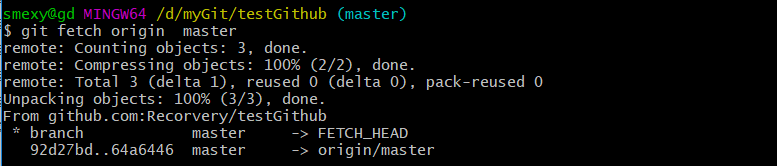 smexy@gd MINGW64 /d/myGit/testGithub (master)
$ git fetch origin  master
remote: Counting objects: 3, done.
remote: Compressing objects: 100% (2/2), done.
remote: Total 3 (delta 1), reused 0 (delta 0), pack-reused 0
Unpacking objects: 100% (3/3), done.
From github.com:Recorvery/testGithub
 * branch            master     -> FETCH_HEAD
   92d27bd..64a6446  master     -> origin/master